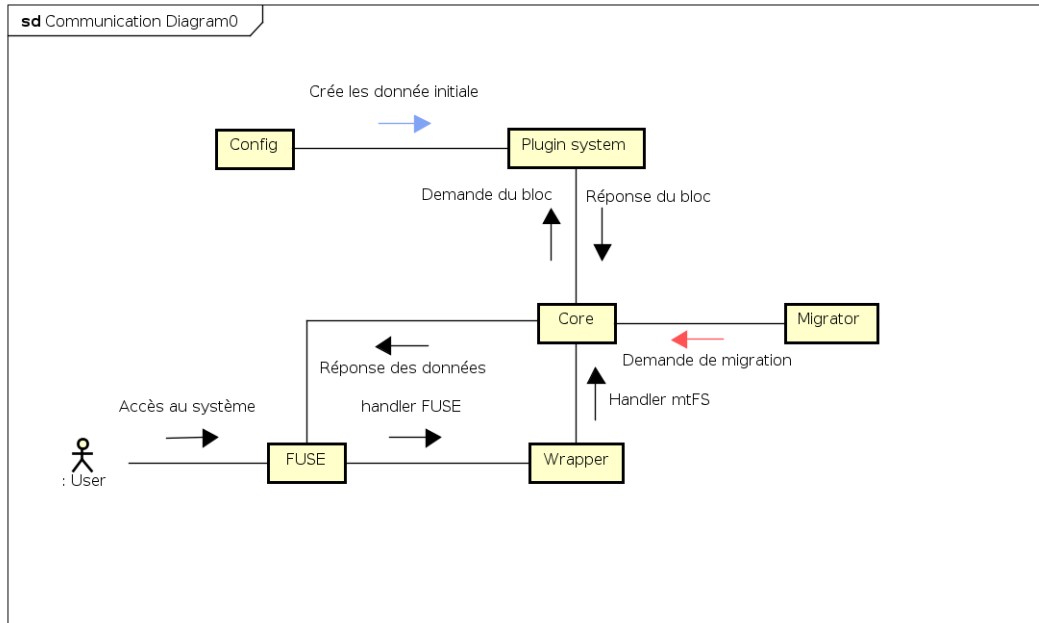 sd Communication Diagram0
Crée les donnée initiale
Config
Plugin system
Demande du bloc
Réponse du bloc
Core
Migrator
Réponse des données
Demande de migration
Accès au système
handler FUSE
Handler mtFS
FUSE
Wrapper
: User